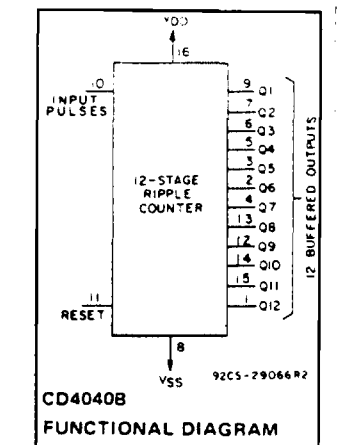 VDD
16
10
INPUT
PULSES
12-STAGE
RIPPLE
COUNTER
9 Q1
7 Q2
6 Q3
5 Q4
3 Q5
2 Q6
4 Q7
13 Q8
12 Q9
14 Q10
15 Q11
1 Q12
12 BUFFERED OUTPUTS
11
RESET
8
VSS
92CS-29066R2
CD4040B
FUNCTIONAL DIAGRAM